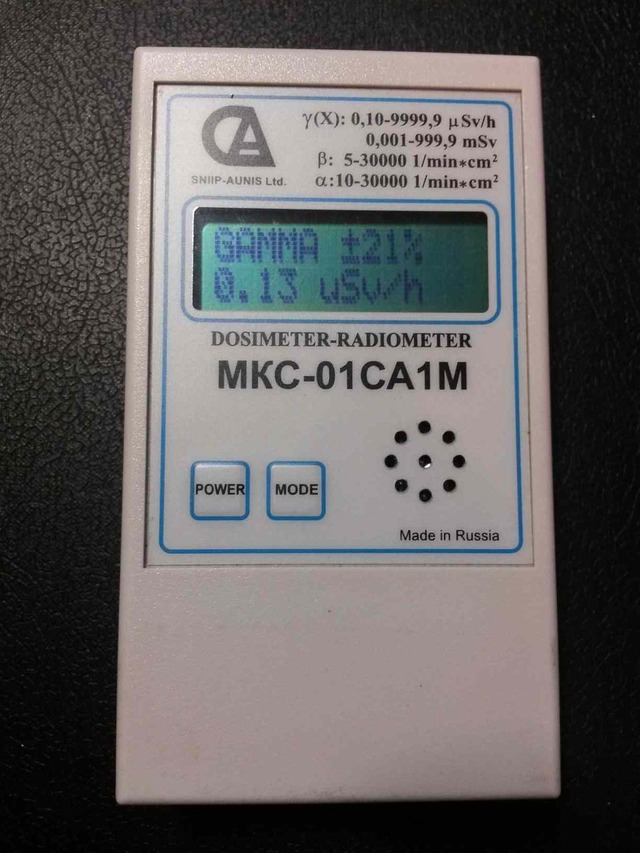 γ(X): 0,10-9999,9 μSv/h
0,001-999,9 mSv
β: 5-30000 1/min*cm²
α:10-30000 1/min*cm²
SNIIP-AUNIS Ltd.
GAMMA ±21%
0.13 uSv/h
DOSIMETER-RADIOMETER
МКС-01СА1М
POWER
MODE
Made in Russia